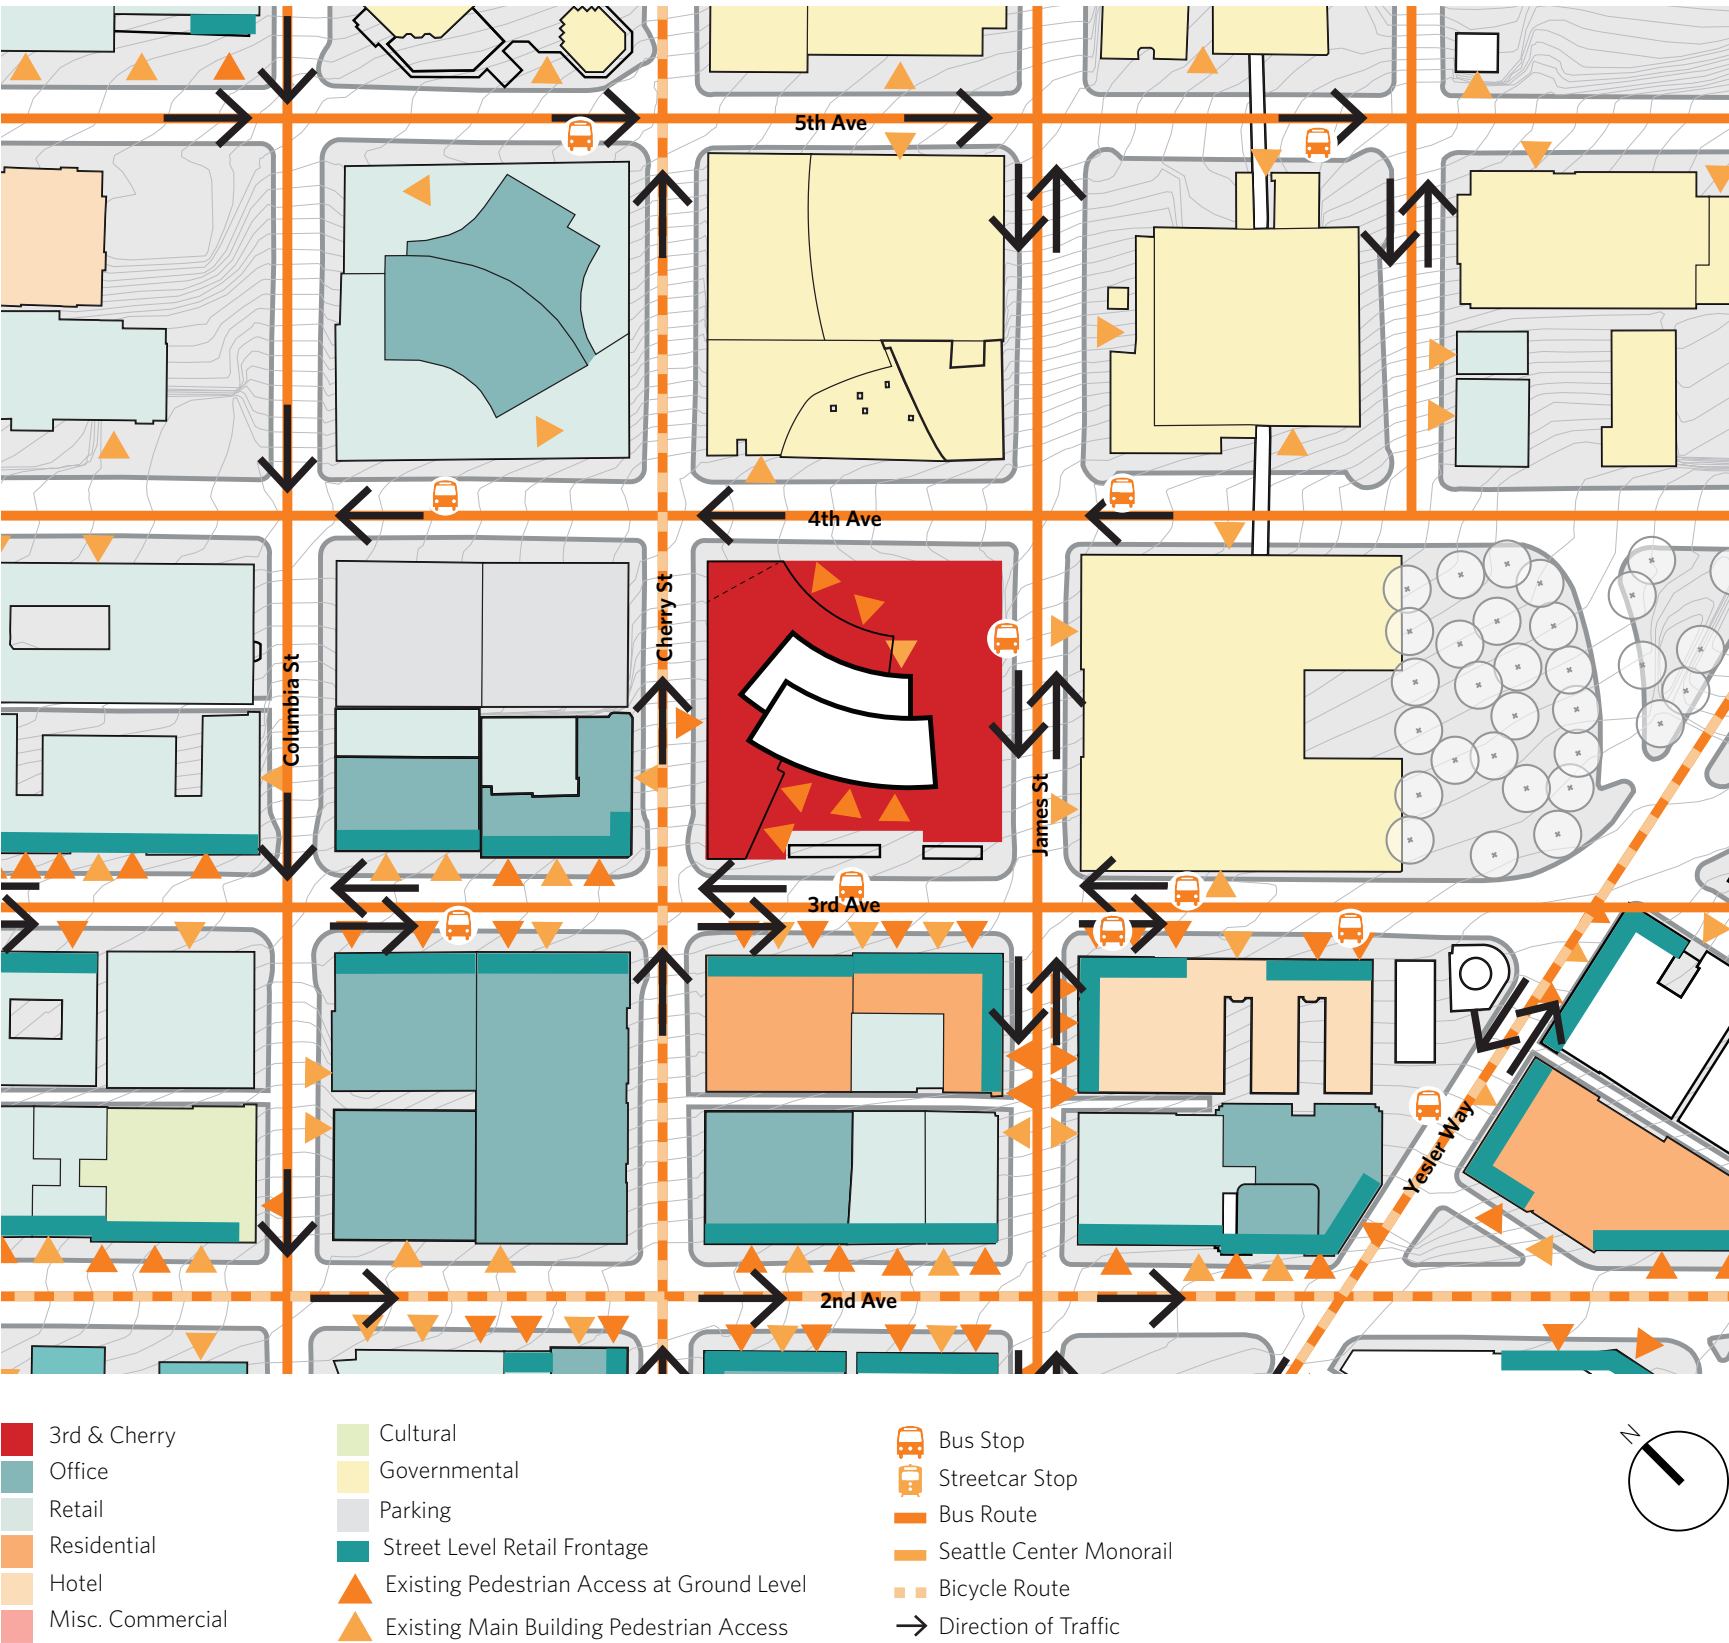 5th Ave
4th Ave
Cherry St
Columbia St
James St
3rd Ave
Yesler Way
2nd Ave
3rd & Cherry
Office
Retail
Residential
Hotel
Misc. Commercial
Cultural
Governmental
Parking
Street Level Retail Frontage
Existing Pedestrian Access at Ground Level
Existing Main Building Pedestrian Access
Bus Stop
Streetcar Stop
Bus Route
Seattle Center Monorail
Bicycle Route
Direction of Traffic
N